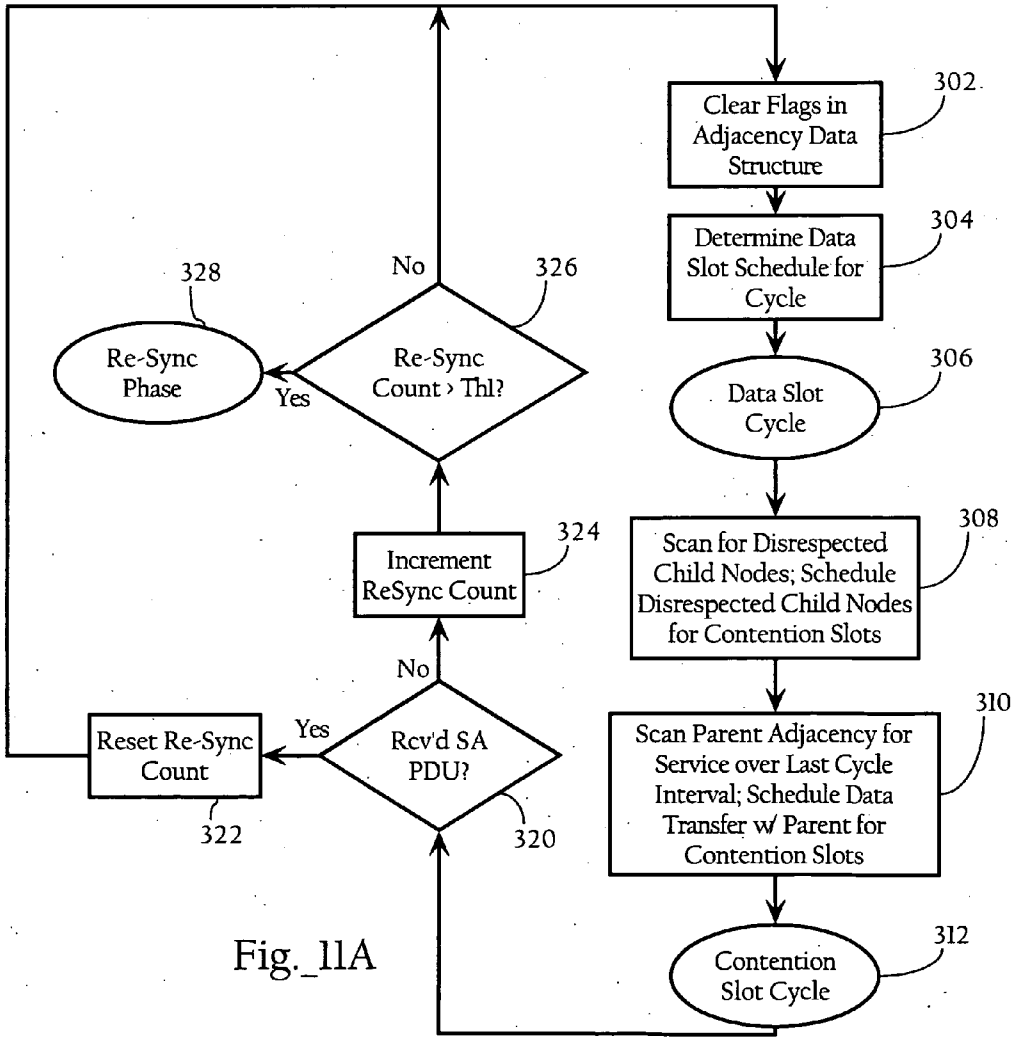 302
Clear Flags in
Adjacency Data
Structure
304
Determine Data
Slot Schedule for
Cycle
306
Data Slot
Cycle
308
Scan for Disrespected
Child Nodes; Schedule
Disrespected Child Nodes
for Contention Slots
310
Scan Parent Adjacency for
Service over Last Cycle
Interval; Schedule Data
Transfer w/ Parent for
Contention Slots
312
Contention
Slot Cycle
320
Rcv'd SA
PDU?
Yes
No
322
Reset Re-Sync
Count
324
Increment
ReSync Count
326
Re-Sync
Count > Th1?
No
Yes
328
Re-Sync
Phase
Fig._11A